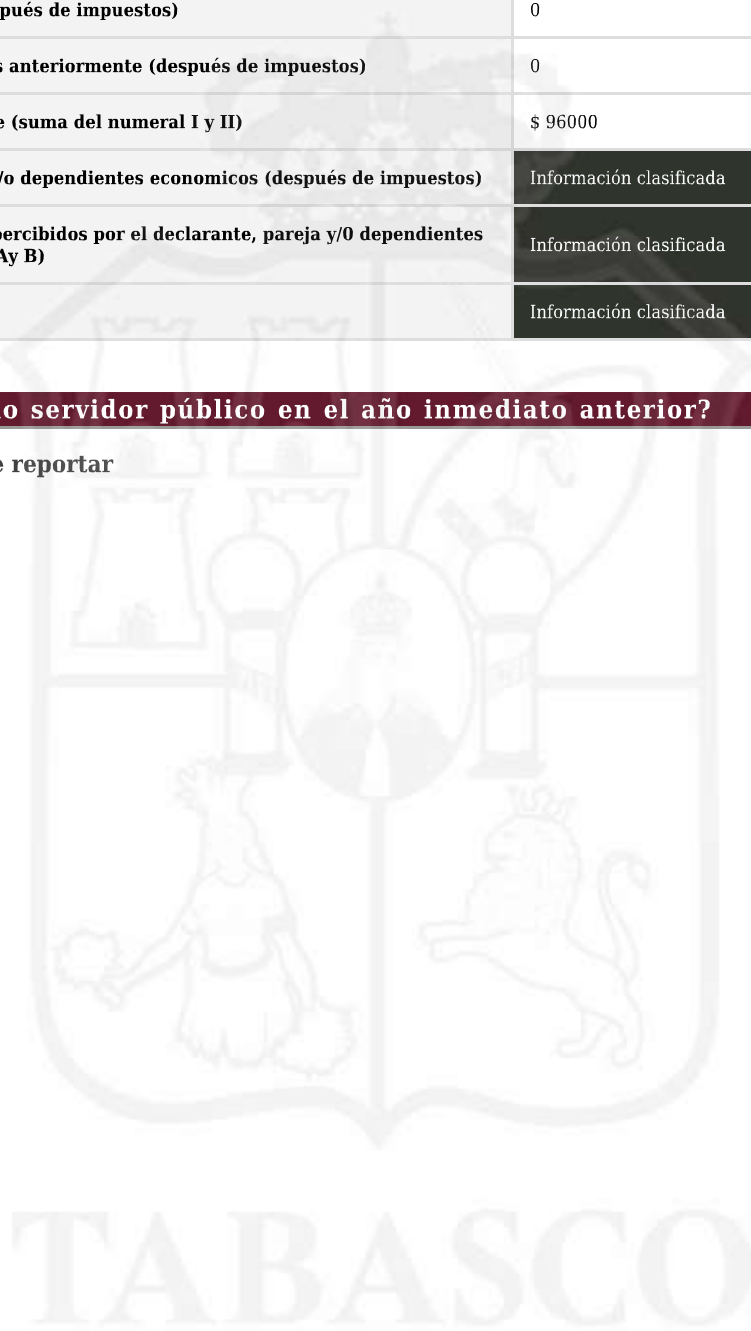 pués de impuestos)
0
s anteriormente (después de impuestos)
0
e (suma del numeral I y II)
$ 96000
/o dependientes economicos (después de impuestos)
Información clasificada
percibidos por el declarante, pareja y/0 dependientes
Ay B)
Información clasificada
Información clasificada
o servidor público en el año inmediato anterior?
e reportar
TABASCO